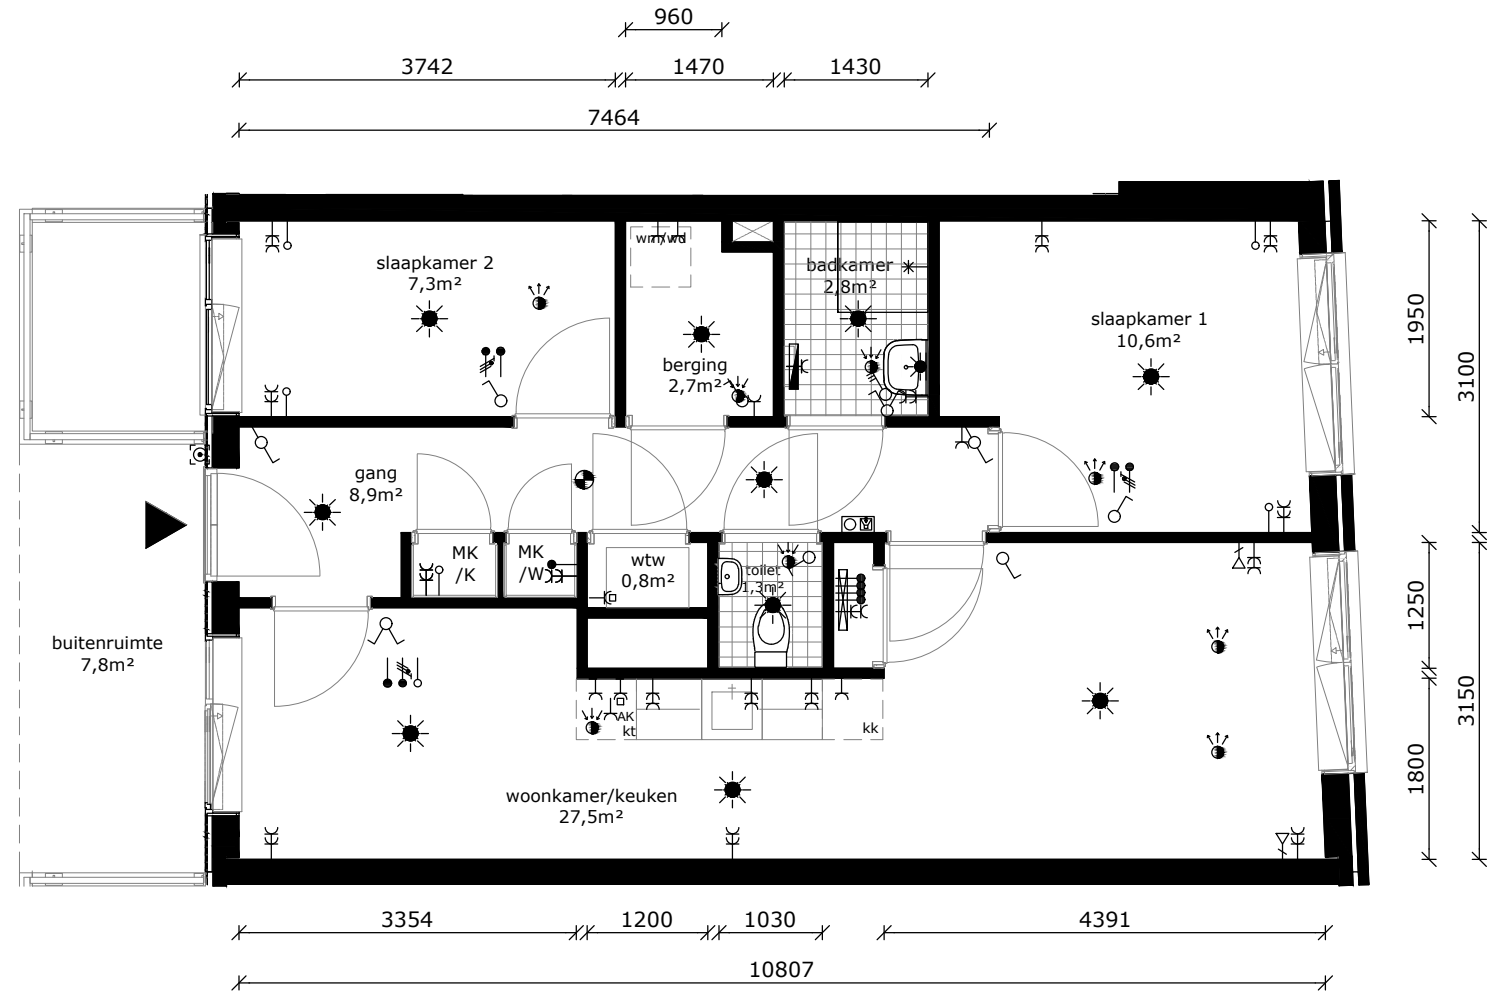 960
3742
1470
1430
7464
slaapkamer 2
7,3m²
wm/wd
berging
2,7m²
badkamer
2,8m²
slaapkamer 1
10,6m²
1950
3100
gang
8,9m²
MK
/K
MK
/W
wtw
0,8m²
toilet
1,3m²
buitenruimte
7,8m²
1250
3150
1800
AK
kt
kk
woonkamer/keuken
27,5m²
3354
1200
1030
4391
10807